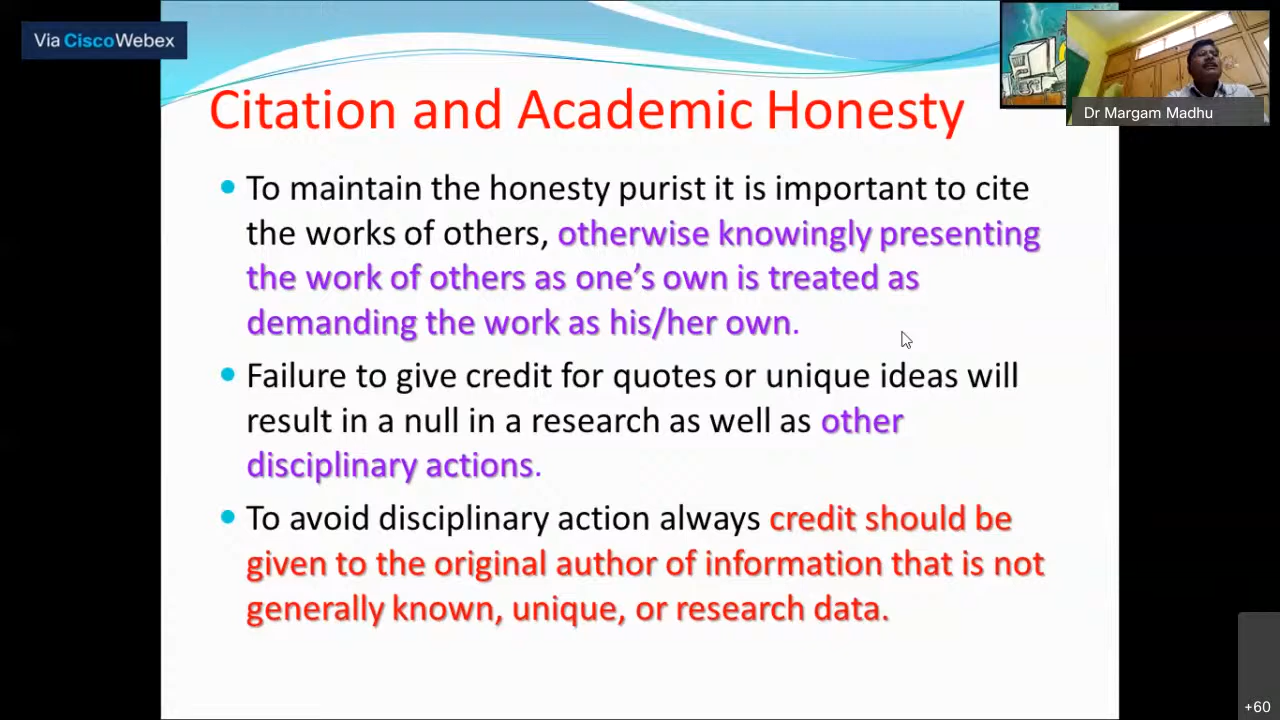 Via CiscoWebex
Dr Margam Madhu
Citation and Academic Honesty
To maintain the honesty purist it is important to cite
the works of others, otherwise knowingly presenting
the work of others as one’s own is treated as
demanding the work as his/her own.
Failure to give credit for quotes or unique ideas will
result in a null in a research as well as other
disciplinary actions.
To avoid disciplinary action always credit should be
given to the original author of information that is not
generally known, unique, or research data.
+60